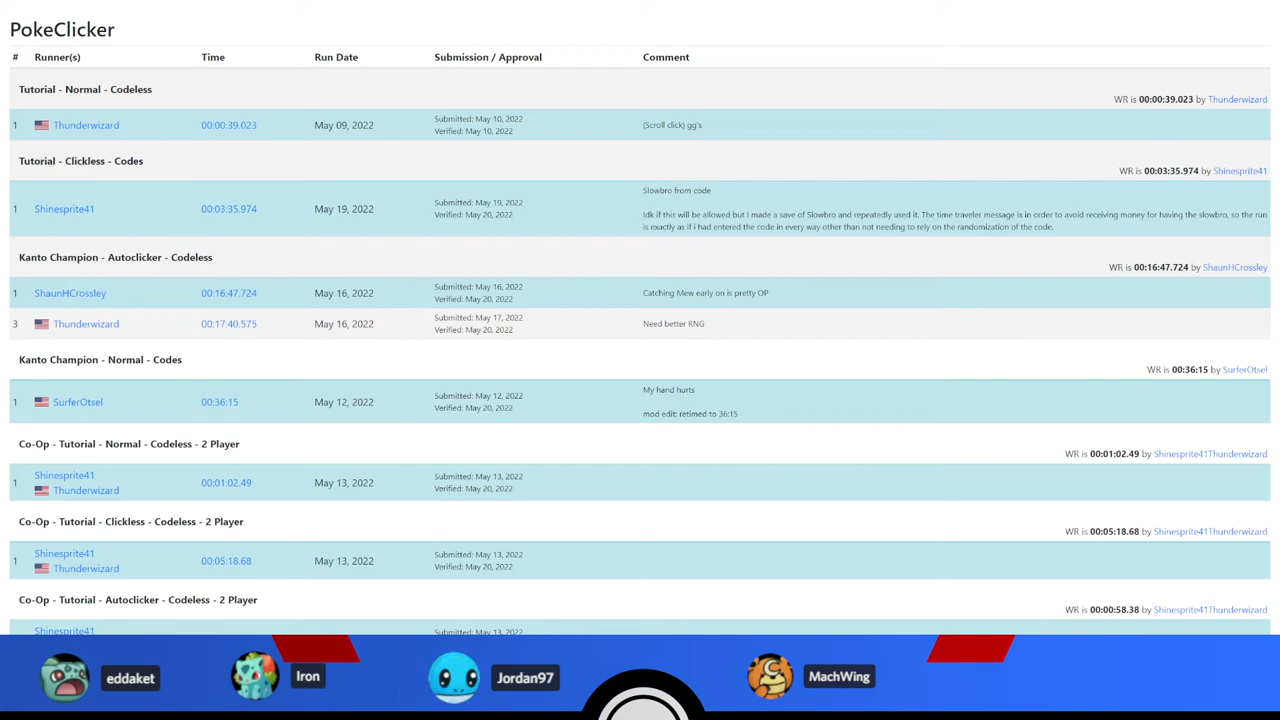 PokeClicker
# Runner(s) Time Run Date Submission / Approval Comment
Tutorial - Normal - Codeless
WR is 00:00:39.023 by Thunderwizard
1 Thunderwizard 00:00:39.023 May 09, 2022 Submitted: May 10, 2022 (Scroll click) gg's
Verified: May 10, 2022
Tutorial - Clickless - Codes
WR is 00:03:35.974 by Shinesprite41
Slowbro from code
1 Shinesprite41 00:03:35.974 May 19, 2022 Submitted: May 19, 2022
Verified: May 20, 2022
Idk if this will be allowed but I made a save of Slowbro and repeatedly used it. The time traveler message is in order to avoid receiving money for having the slowbro, so the run
is exactly as if i had entered the code in every way other than not needing to rely on the randomization of the code.
Kanto Champion - Autoclicker - Codeless
WR is 00:16:47.724 by ShaunHCrossley
1 ShaunHCrossley 00:16:47.724 May 16, 2022 Submitted: May 16, 2022 Catching Mew early on is pretty OP
Verified: May 20, 2022
3 Thunderwizard 00:17:40.575 May 16, 2022 Submitted: May 17, 2022 Need better RNG
Verified: May 20, 2022
Kanto Champion - Normal - Codes
WR is 00:36:15 by SurferOtsel
My hand hurts
1 SurferOtsel 00:36:15 May 12, 2022 Submitted: May 12, 2022
Verified: May 20, 2022
mod edit: retimed to 36:15
Co-Op - Tutorial - Normal - Codeless - 2 Player
WR is 00:01:02.49 by Shinesprite41Thunderwizard
Shinesprite41
1 Thunderwizard 00:01:02.49 May 13, 2022 Submitted: May 13, 2022
Verified: May 20, 2022
Co-Op - Tutorial - Clickless - Codeless - 2 Player
WR is 00:05:18.68 by Shinesprite41Thunderwizard
Shinesprite41
1 Thunderwizard 00:05:18.68 May 13, 2022 Submitted: May 13, 2022
Verified: May 20, 2022
Co-Op - Tutorial - Autoclicker - Codeless - 2 Player
WR is 00:00:58.38 by Shinesprite41Thunderwizard
Shinesprite41 Submitted: May 13, 2022
eddaket Iron Jordan97 MachWing